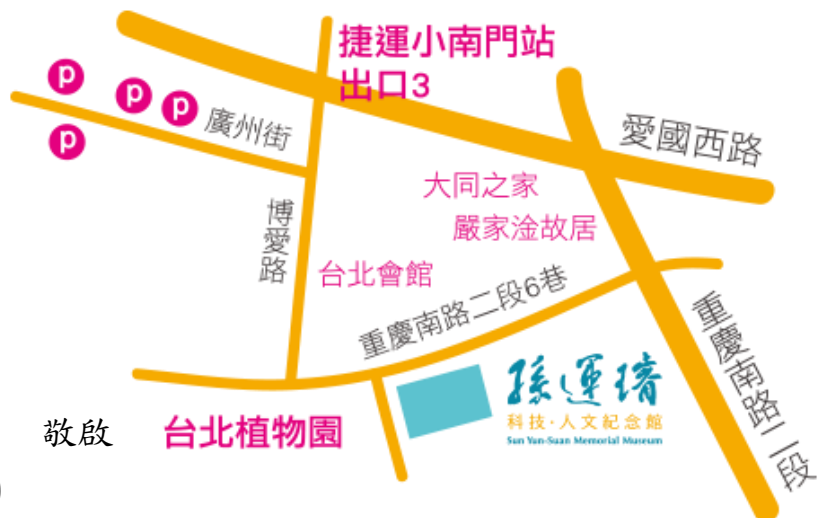 捷運小南門站
出口3
p
p
p
p
廣州街
愛國西路
大同之家
嚴家淦故居
博愛路
台北會館
重慶南路二段6巷
重慶南路二段
孫運璿
科技·人文紀念館
Sun Yun-Suan Memorial Museum
敬啟
台北植物園